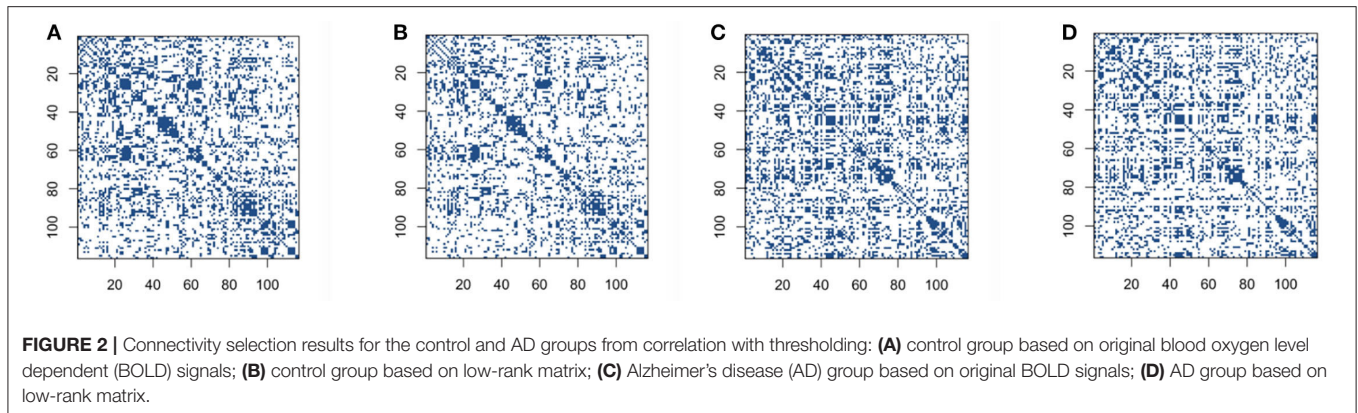 A
B
C
D
20
40
60
80
100
20 40 60 80 100
20
40
60
80
100
20 40 60 80 100
20
40
60
80
100
20 40 60 80 100
20
40
60
80
100
20 40 60 80 100
FIGURE 2 | Connectivity selection results for the control and AD groups from correlation with thresholding: (A) control group based on original blood oxygen level
dependent (BOLD) signals; (B) control group based on low-rank matrix; (C) Alzheimer's disease (AD) group based on original BOLD signals; (D) AD group based on
low-rank matrix.